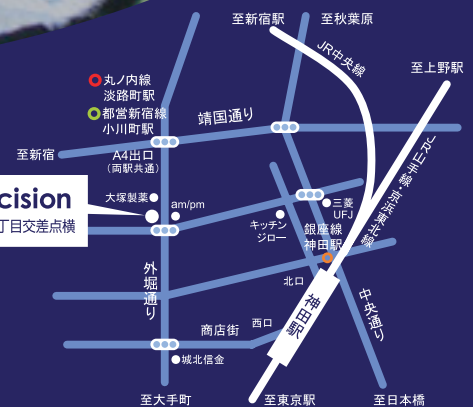 至新宿駅
至秋葉原
JR中央線
至上野駅
丸ノ内線
淡路町駅
都営新宿線
小川町駅
靖国通り
至新宿
A4出口
(両駅共通)
JR山手線・京浜東北線
大塚製薬
am/pm
cision
丁目交差点横
三菱
UFJ
キッチン
ジロー
銀座線
神田駅
北口
外堀通り
神田駅
中央通り
商店街
西口
城北信金
至大手町
至東京駅
至日本橋